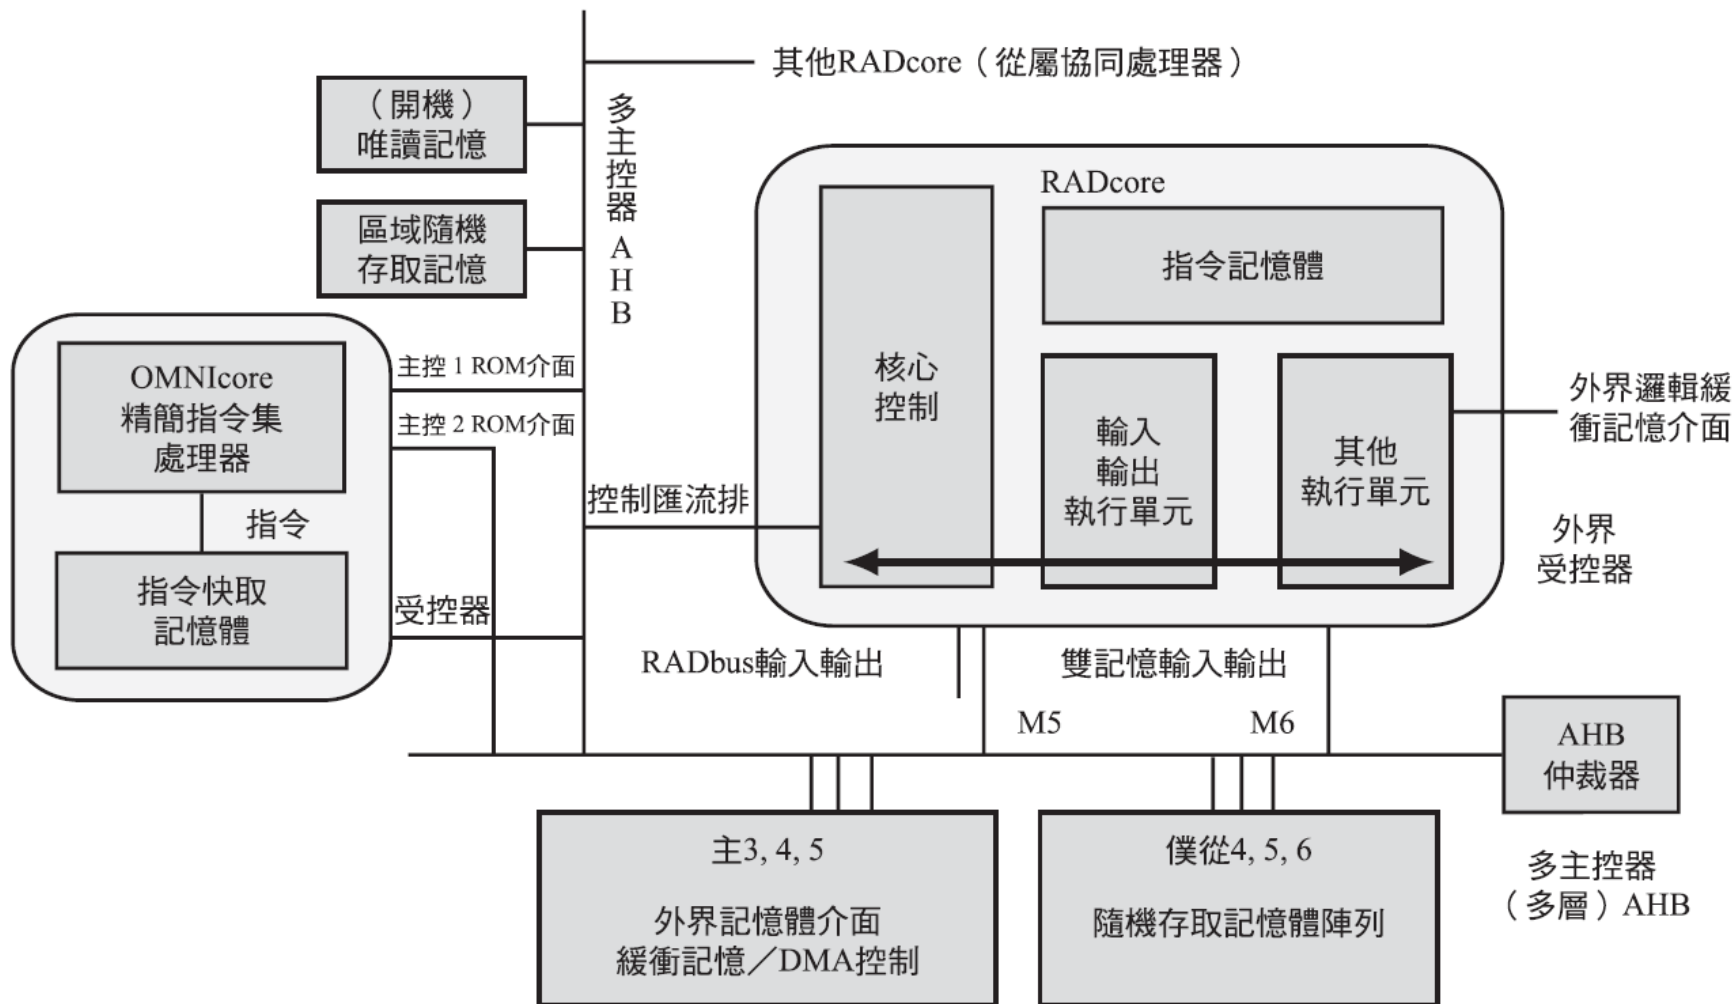 其他RADcore（從屬協同處理器）
（開機）
唯讀記憶
多主控器AHB
區域隨機
存取記憶
RADcore
指令記憶體
核心
控制
輸入
輸出
執行單元
其他
執行單元
外界邏輯緩
衝記憶介面
外界
受控器
OMNIcore
精簡指令集
處理器
指令
指令快取
記憶體
主控 1 ROM介面
主控 2 ROM介面
控制匯流排
受控器
RADbus輸入輸出
雙記憶輸入輸出
M5
M6
AHB
仲裁器
主3, 4, 5
外界記憶體介面
緩衝記憶／DMA控制
僕從4, 5, 6
隨機存取記憶體陣列
多主控器
（多層）AHB